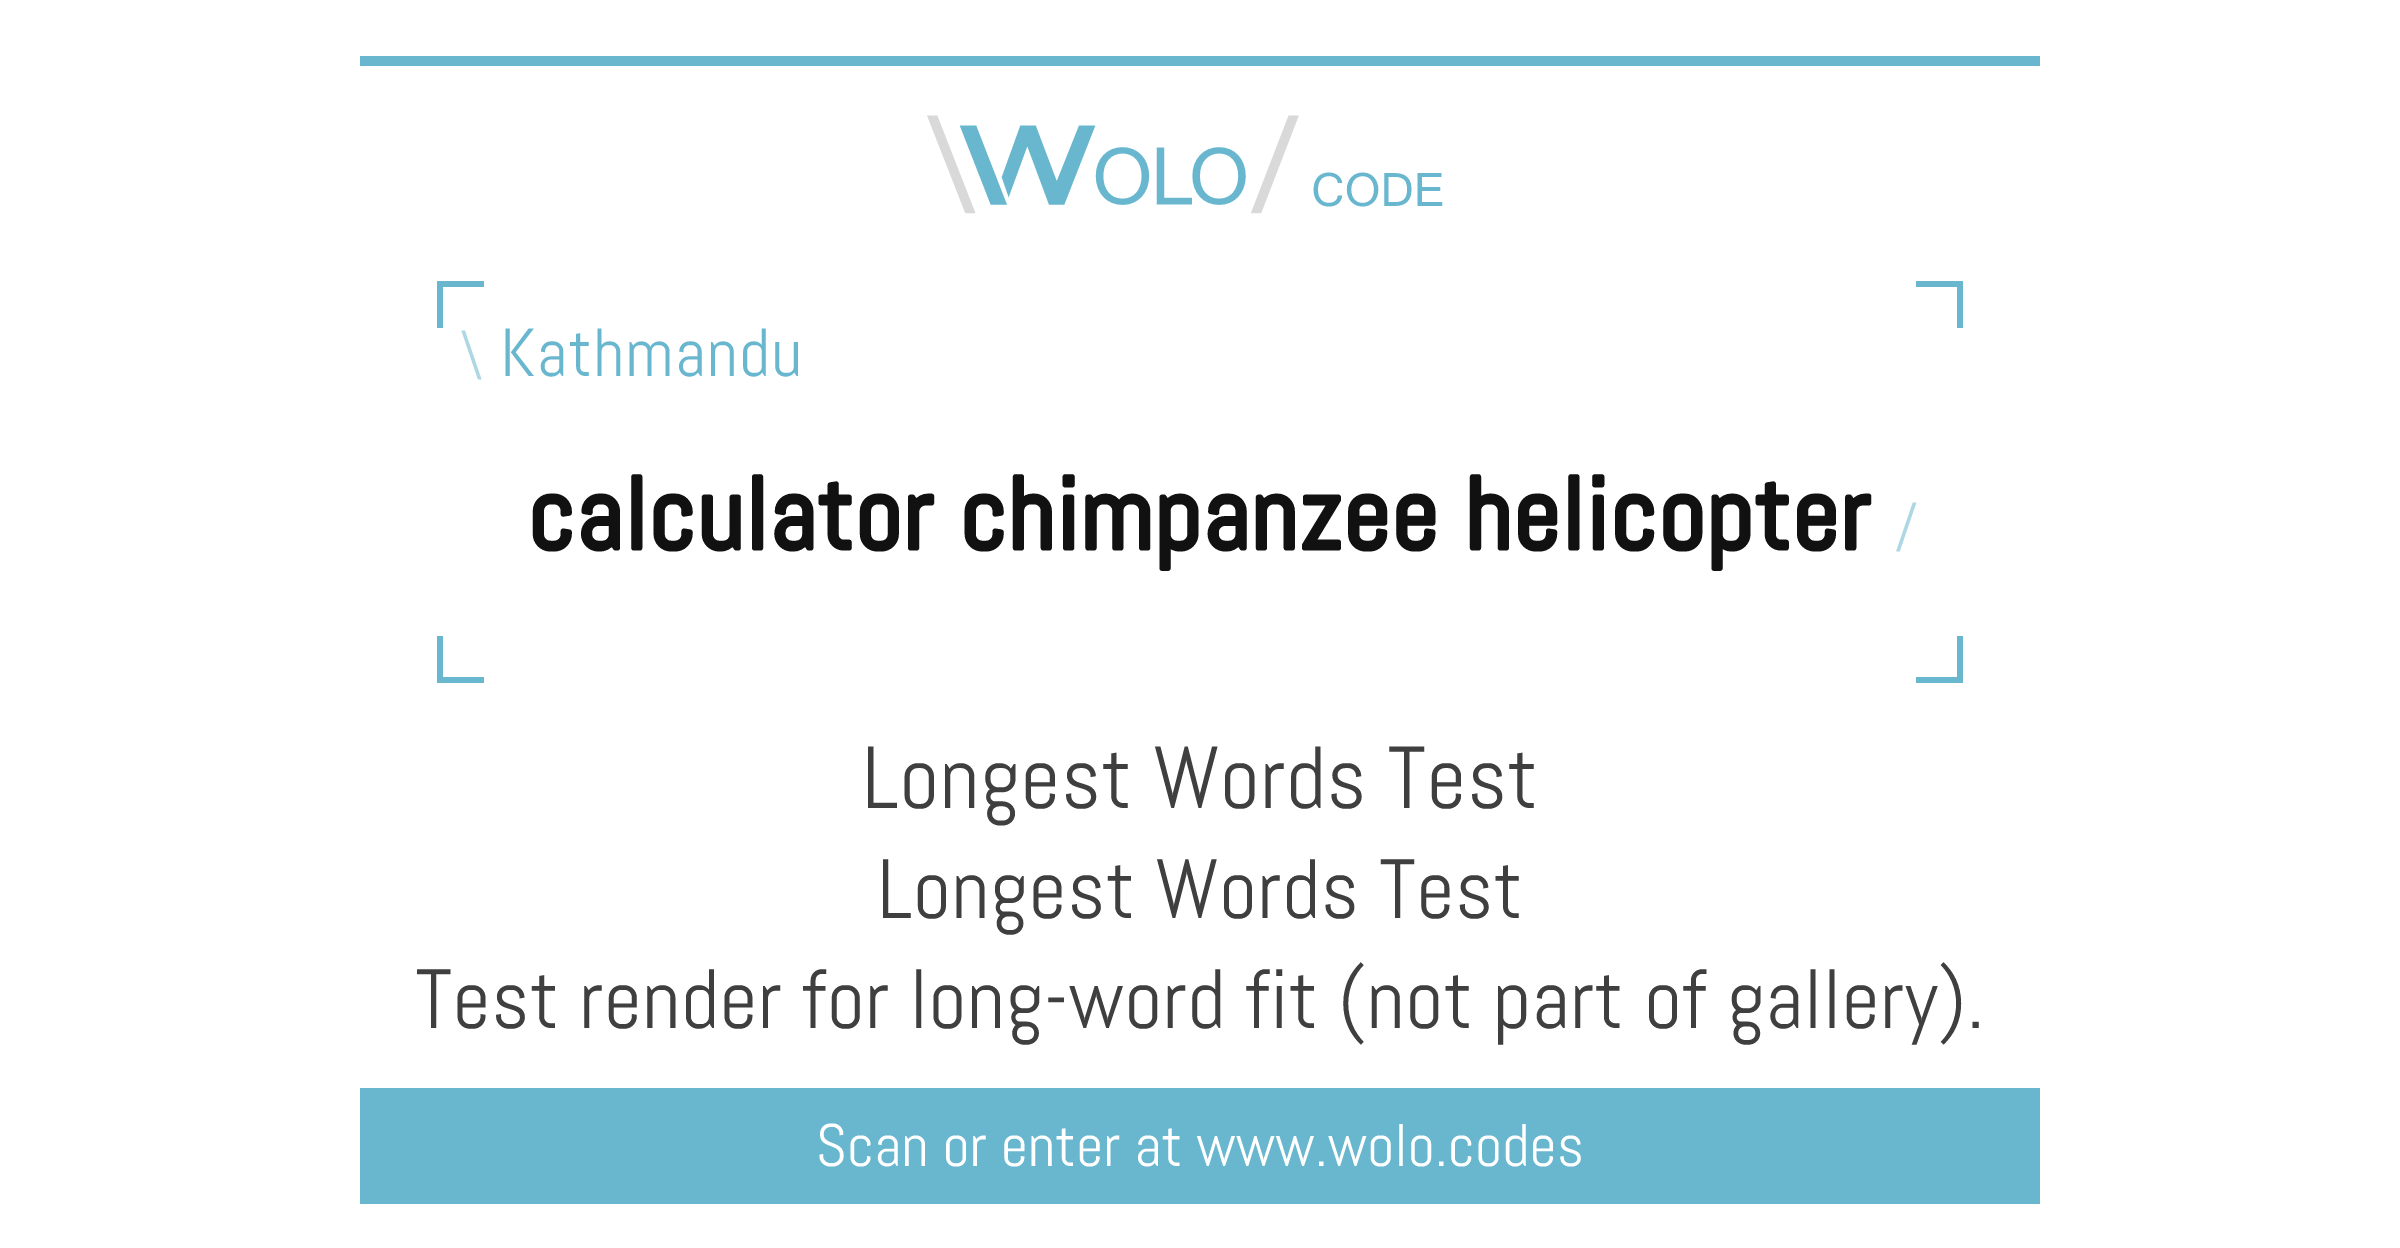 \WOLO/ CODE
\ Kathmandu
calculator chimpanzee helicopter /
Longest Words Test
Longest Words Test
Test render for long-word fit (not part of gallery).
Scan or enter at www.wolo.codes